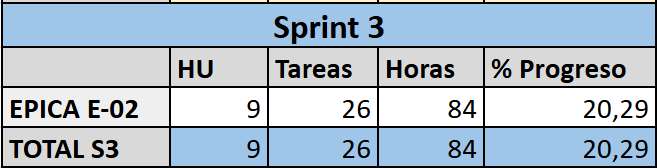 Sprint 3
HU Tareas Horas % Progreso
EPICA E-02 9 26 84 20,29
TOTAL S3 9 26 84 20,29